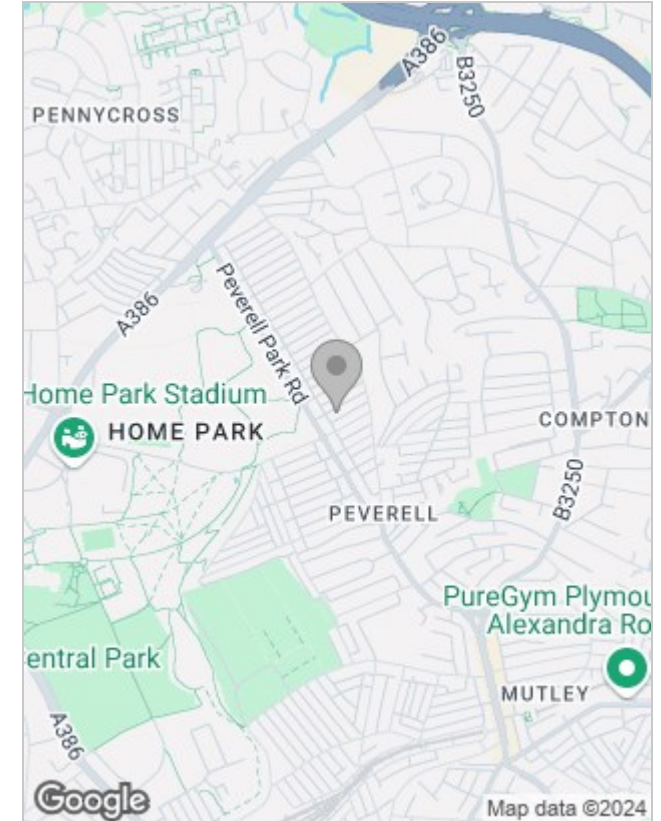 A386
B3250
PENNYCROSS
Peverell Park Rd
A386
Home Park Stadium
HOME PARK
COMPTON
B3250
PEVERELL
PureGym Plymou
Alexandra Ro
entral Park
MUTLEY
A386
Google
Map data ©2024